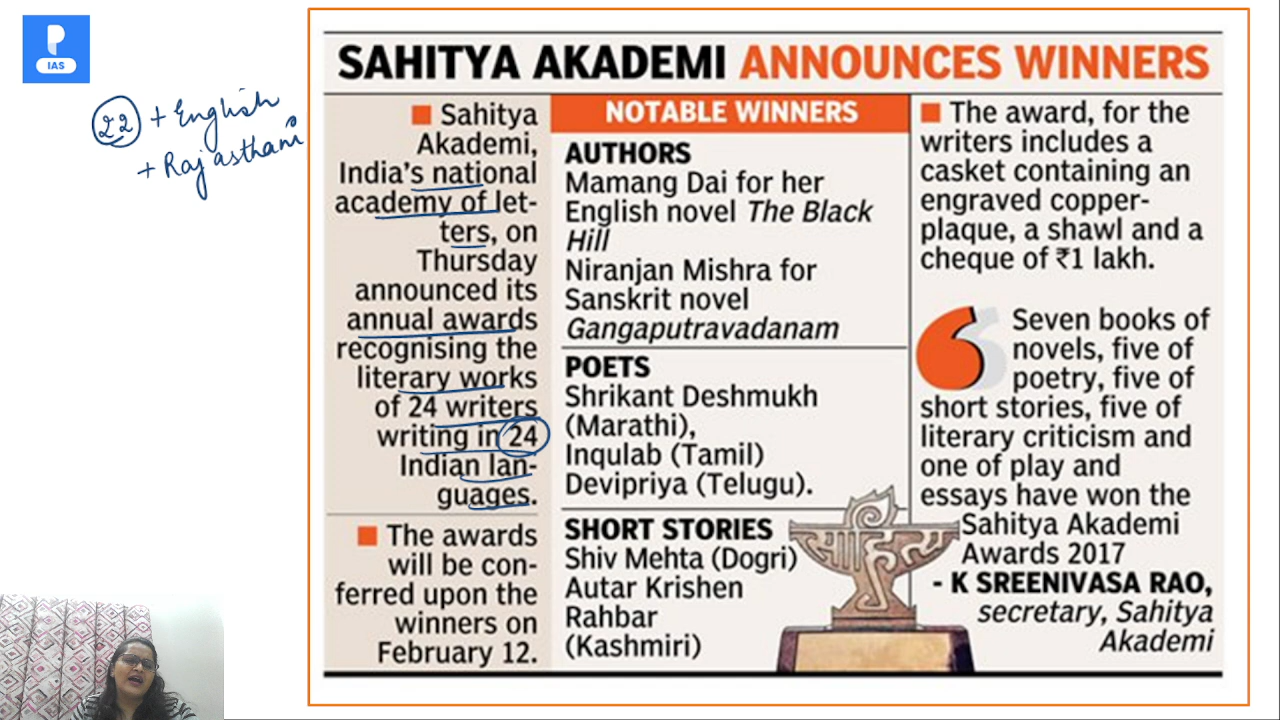 P
IAS
22 + English
+ Rajasthani
SAHITYA AKADEMI ANNOUNCES WINNERS
■ Sahitya
Akademi,
India's national
academy of let-
ters, on
Thursday
announced its
annual awards
recognising the
literary works
of 24 writers
writing in 24
Indian lan-
guages.
■ The awards
will be con-
ferred upon the
winners on
February 12.
NOTABLE WINNERS
AUTHORS
Mamang Dai for her
English novel The Black
Hill
Niranjan Mishra for
Sanskrit novel
Gangaputravadanam
POETS
Shrikant Deshmukh
(Marathi),
Inqulab (Tamil)
Devipriya (Telugu).
SHORT STORIES
Shiv Mehta (Dogri)
Autar Krishen
Rahbar
(Kashmiri)
साहित्य
■ The award, for the
writers includes a
casket containing an
engraved copper-
plaque, a shawl and a
cheque of ₹1 lakh.
Seven books of
novels, five of
poetry, five of
short stories, five of
literary criticism and
one of play and
essays have won the
Sahitya Akademi
Awards 2017
- K SREENIVASA RAO,
secretary, Sahitya
Akademi